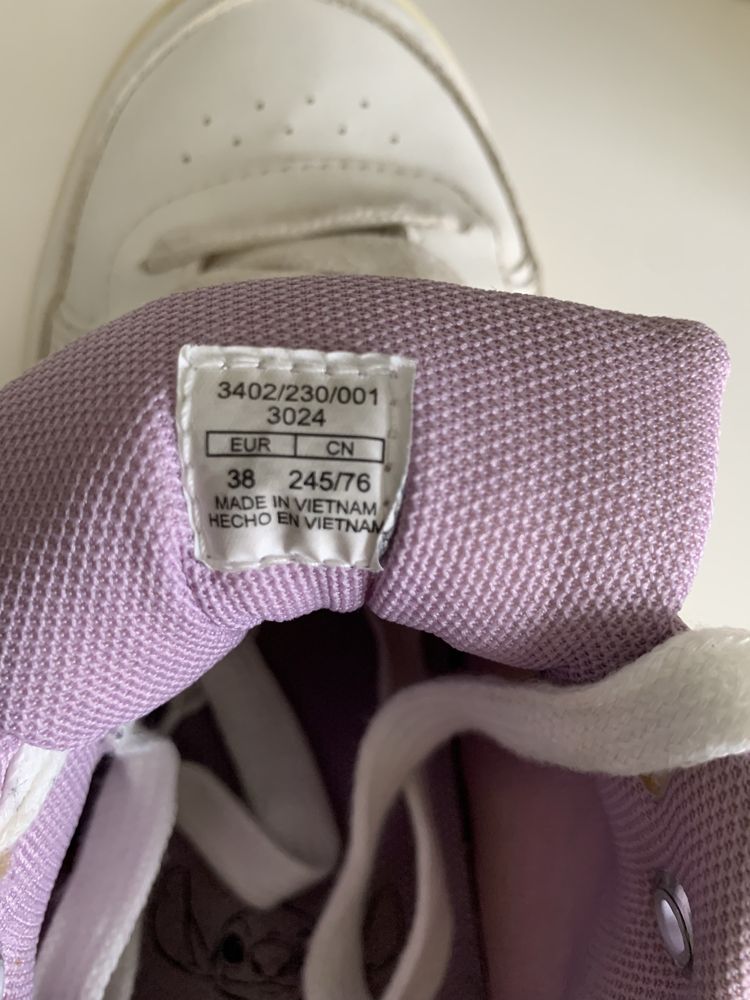 3402/230/001
3024
EUR CN
38 245/76
MADE IN VIETNAM
HECHO EN VIETNAM